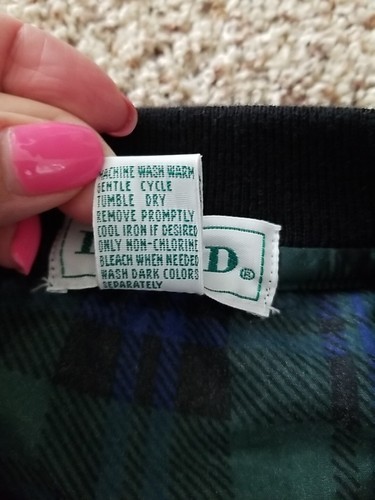 MACHINE WASH WARM
GENTLE CYCLE
TUMBLE DRY
REMOVE PROMPTLY
COOL IRON IF DESIRED
ONLY NON-CHLORINE
BLEACH WHEN NEEDED
WASH DARK COLORS
SEPARATELY
D®